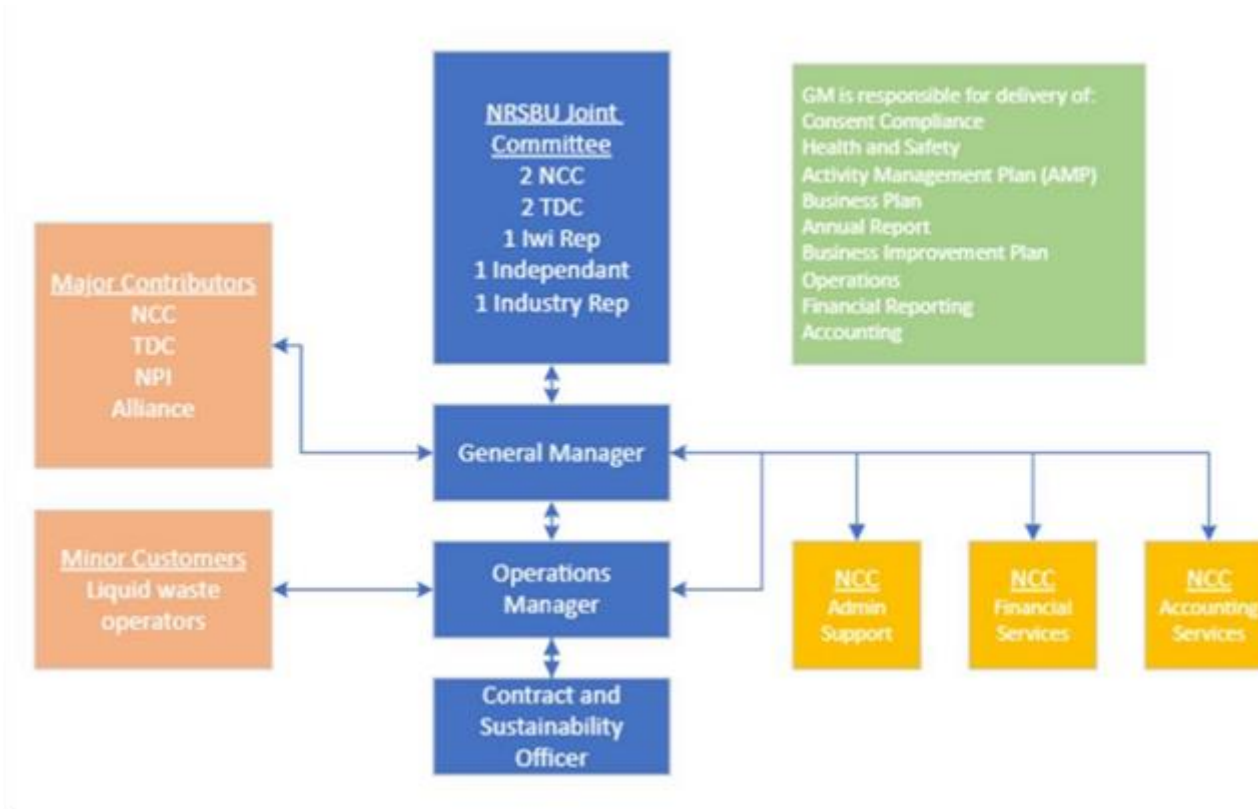 NRSBU Joint
Committee
2 NCC
2 TDC
1 Iwi Rep
1 Independant
1 Industry Rep
GM is responsible for delivery of:
Consent Compliance
Health and Safety
Activity Management Plan (AMP)
Business Plan
Annual Report
Business Improvement Plan
Operations
Financial Reporting
Accounting
Major Contributors
NCC
TDC
NPI
Alliance
General Manager
Minor Customers
Liquid waste
operators
Operations
Manager
NCC
Admin
Support
NCC
Financial
Services
NCC
Accounting
Services
Contract and
Sustainability
Officer